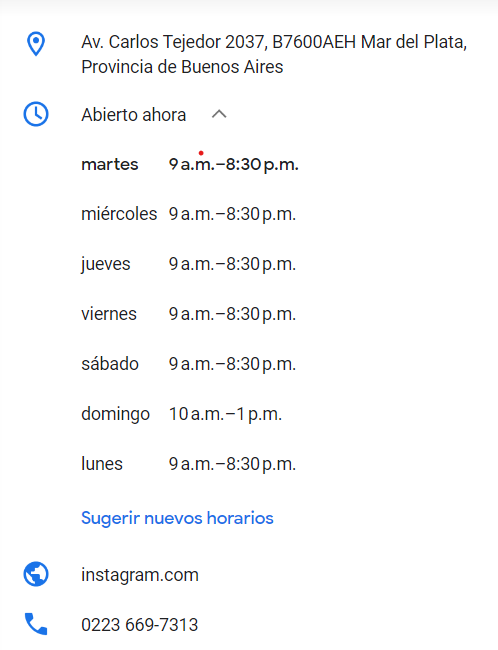 Av. Carlos Tejedor 2037, B7600AEH Mar del Plata,
Provincia de Buenos Aires
Abierto ahora
martes 9 a.m.–8:30 p.m.
miércoles 9 a.m.–8:30 p.m.
jueves 9 a.m.–8:30 p.m.
viernes 9 a.m.–8:30 p.m.
sábado 9 a.m.–8:30 p.m.
domingo 10 a.m.–1 p.m.
lunes 9 a.m.–8:30 p.m.
Sugerir nuevos horarios
instagram.com
0223 669-7313